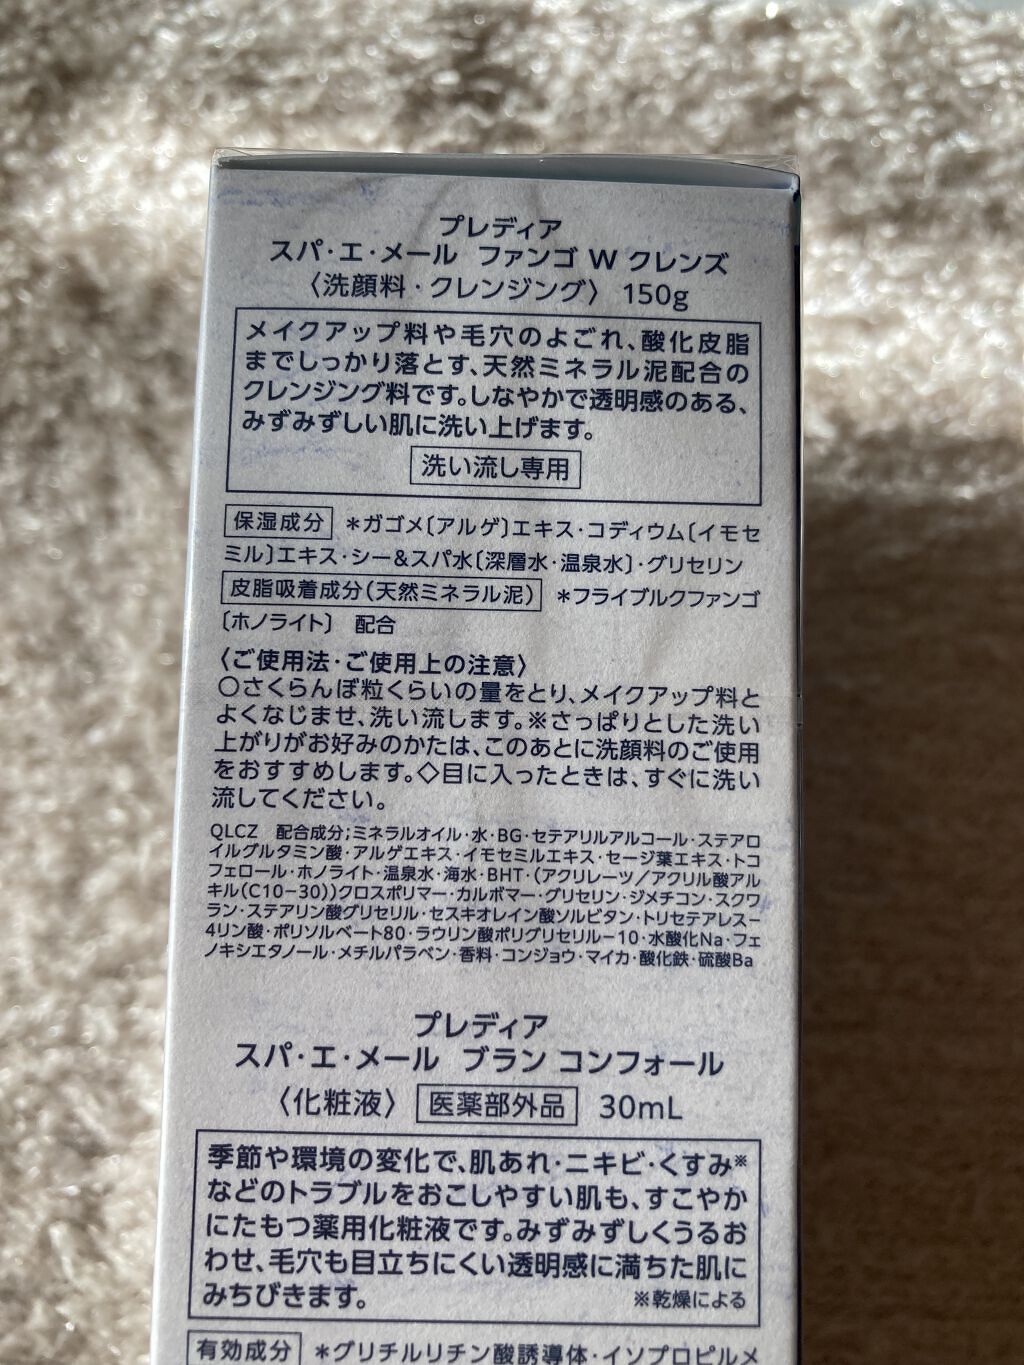 プレディア
スパ・エ・メール ファンゴ W クレンズ
〈洗顔料・クレンジング〉 150g
メイクアップ料や毛穴のよごれ、酸化皮脂
までしっかり落とす、天然ミネラル泥配合の
クレンジング料です。しなやかで透明感のある、
みずみずしい肌に洗い上げます。
洗い流し専用
保湿成分 *ガゴメ〔アルゲ〕エキス・コディウム〔イモセ
ミル〕エキス・シー&スパ水〔深層水・温泉水〕・グリセリン
皮脂吸着成分(天然ミネラル泥) *フライブルクファンゴ
〔ホノライト〕 配合
〈ご使用法・ご使用上の注意〉
○さくらんぼ粒くらいの量をとり、メイクアップ料と
よくなじませ、洗い流します。※さっぱりとした洗い
上がりがお好みのかたは、このあとに洗顔料のご使用
をおすすめします。◇目に入ったときは、すぐに洗い
流してください。
QLCZ 配合成分;ミネラルオイル・水・BG・セテアリルアルコール・ステアロ
イルグルタミン酸・アルゲエキス・イモセミルエキス・セージ葉エキス・トコ
フェロール・ホノライト・温泉水・海水・BHT・(アクリレーツ/アクリル酸アル
キル(C10-30))クロスポリマー・カルボマー・グリセリン・ジメチコン・スクワ
ラン・ステアリン酸グリセリル・セスキオレイン酸ソルビタン・トリセテアレス-
4リン酸・ポリソルベート80・ラウリン酸ポリグリセリル-10・水酸化Na・フェ
ノキシエタノール・メチルパラベン・香料・コンジョウ・マイカ・酸化鉄・硫酸Ba
プレディア
スパ・エ・メール ブラン コンフォール
〈化粧液〉 医薬部外品 30mL
季節や環境の変化で、肌あれ・ニキビ・くすみ※
などのトラブルをおこしやすい肌も、すこやか
にたもつ薬用化粧液です。みずみずしくうるお
わせ、毛穴も目立ちにくい透明感に満ちた肌に
みちびきます。 ※乾燥による
有効成分 *グリチルリチン酸誘導体・イソプロピルメ